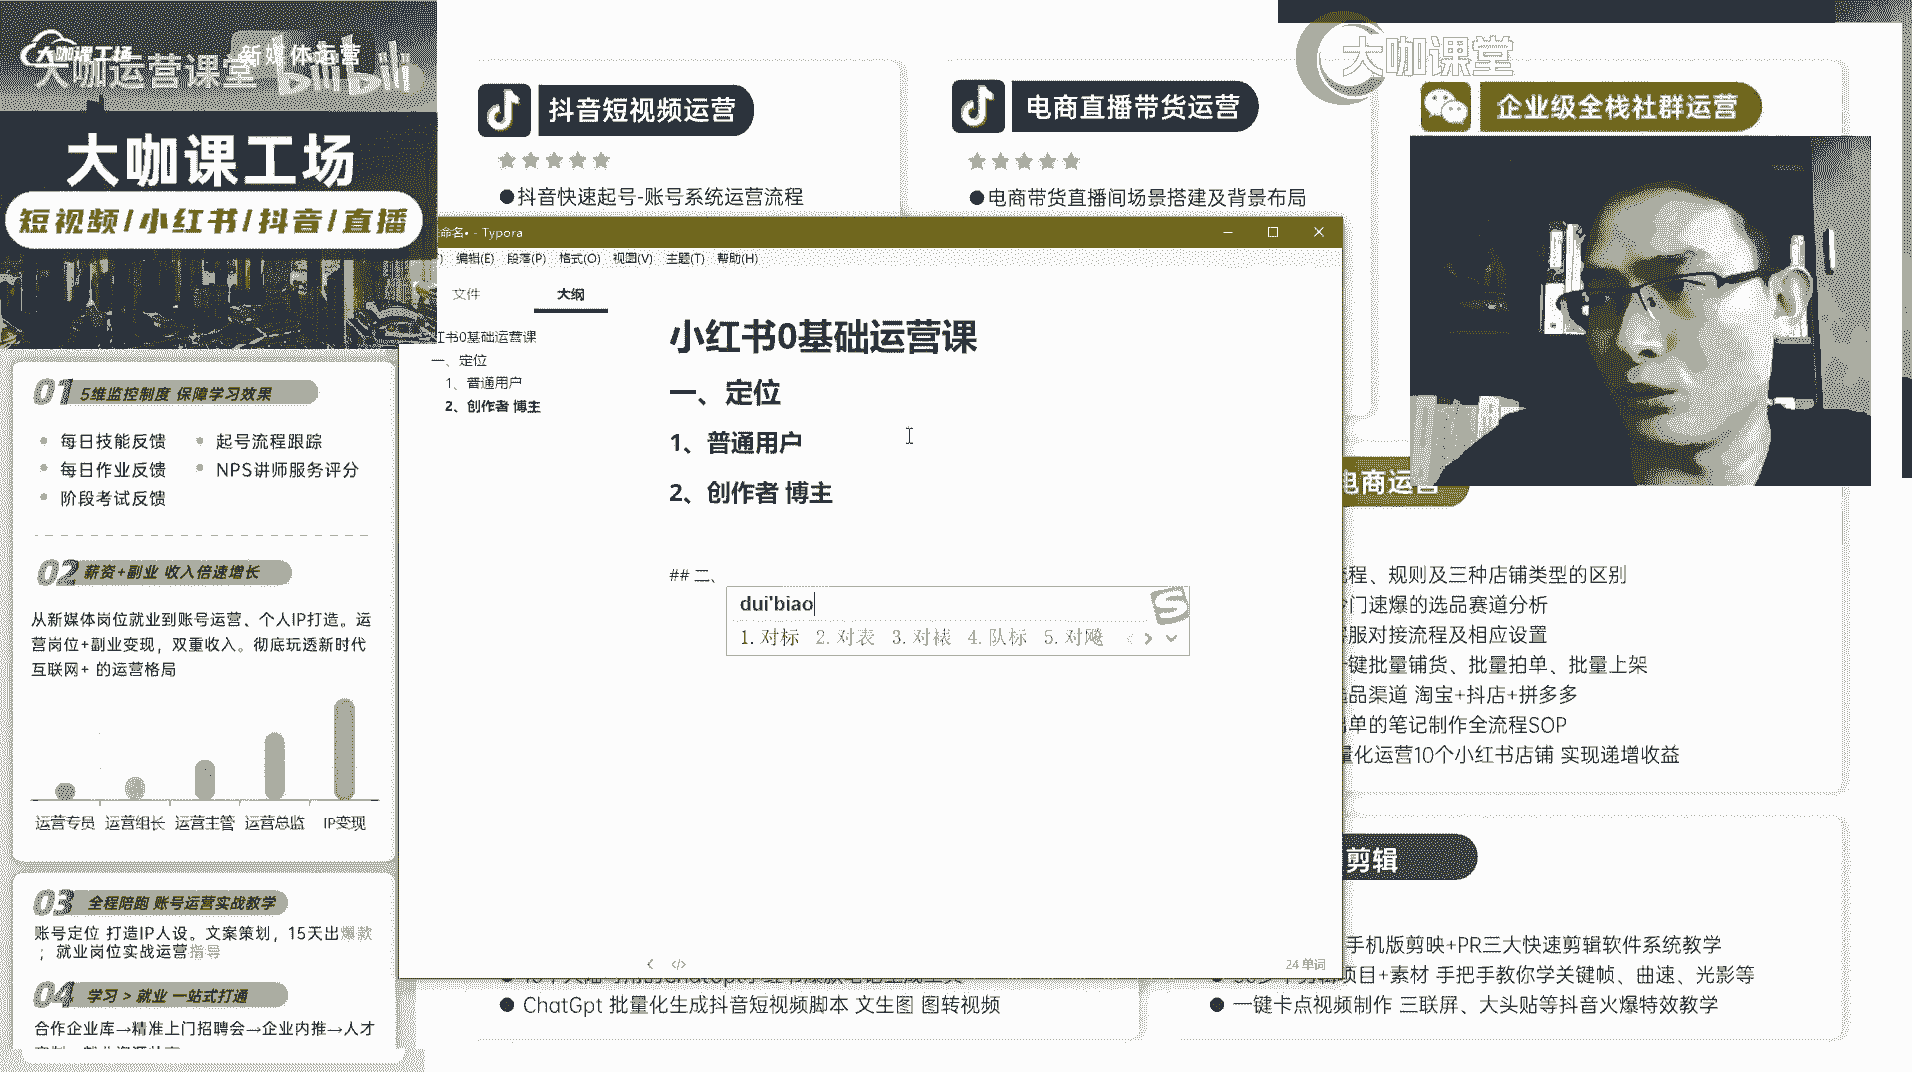 大咖课工场
大咖运营课堂
新媒体运营
bilibili
大咖课工场
短视频/小红书/抖音/直播
01 5维监控制度 保障学习效果
每日技能反馈
起号流程跟踪
每日作业反馈
NPS讲师服务评分
阶段考试反馈
02 薪资+副业 收入倍速增长
从新媒体岗位就业到账号运营、个人IP打造。运
营岗位+副业变现，双重收入。彻底玩透新时代
互联网+ 的运营格局
运营专员 运营组长 运营主管 运营总监 IP变现
03 全程陪跑 账号运营实战教学
账号定位 打造IP人设。文案策划，15天出爆款
；就业岗位实战运营指导
04 学习 > 就业 一站式打通
合作企业库→精准上门招聘会→企业内推→人才
抖音短视频运营
●抖音快速起号-账号系统运营流程
电商直播带货运营
●电商带货直播间场景搭建及背景布局
大咖课堂
企业级全栈社群运营
命名• - Typora
编辑(E) 段落(P) 格式(O) 视图(V) 主题(T) 帮助(H)
文件
大纲
红书0基础运营课
一、定位
1、普通用户
2、创作者 博主
小红书0基础运营课
一、定位
1、普通用户
2、创作者 博主
## 二、
dui'biao
1. 对标 2. 对表 3. 对裱 4. 队标 5. 对飚
24 单词
电商运营
程、规则及三种店铺类型的区别
冷门速爆的选品赛道分析
客服对接流程及相应设置
一键批量铺货、批量拍单、批量上架
选品渠道 淘宝+抖店+拼多多
出单的笔记制作全流程SOP
量化运营10个小红书店铺 实现递增收益
剪辑
手机版剪映+PR三大快速剪辑软件系统教学
项目+素材 手把手教你学关键帧、曲速、光影等
● 一键卡点视频制作 三联屏、大头贴等抖音火爆特效教学
● ChatGpt 批量化生成抖音短视频脚本 文生图 图转视频